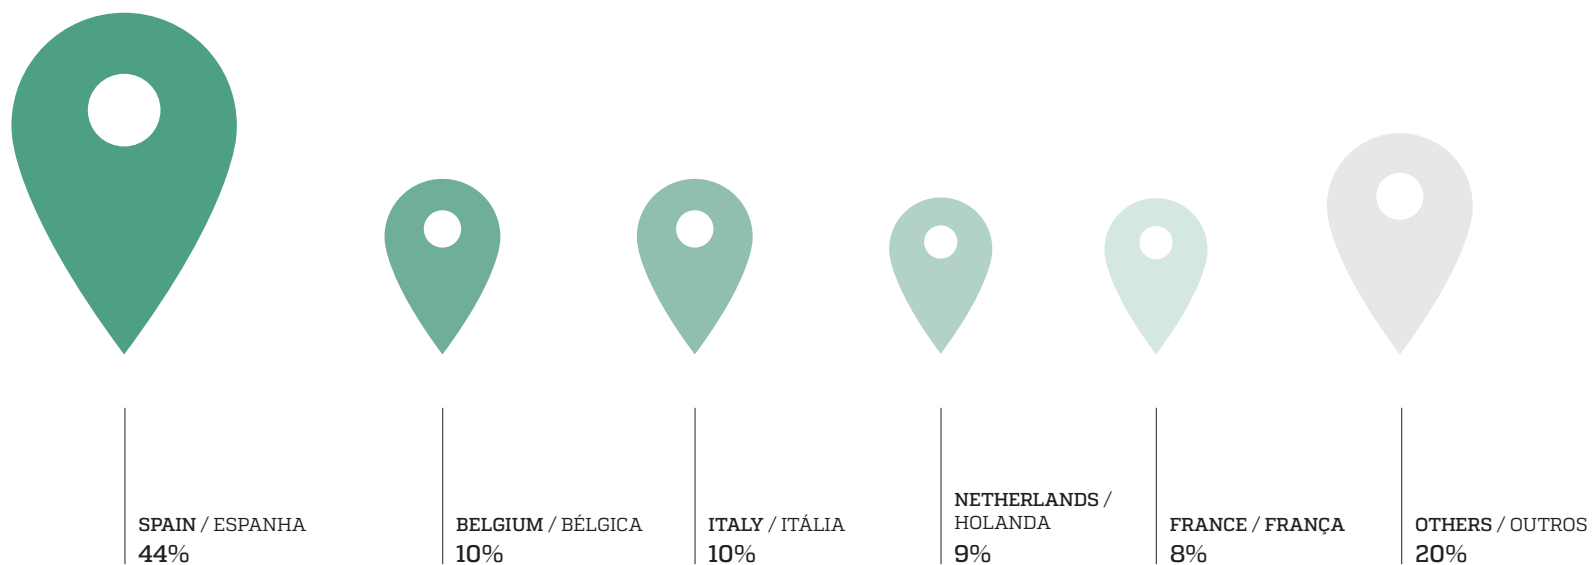 SPAIN / ESPANHA
44%
BELGIUM / BÉLGICA
10%
ITALY / ITÁLIA
10%
NETHERLANDS /
HOLANDA
9%
FRANCE / FRANÇA
8%
OTHERS / OUTROS
20%